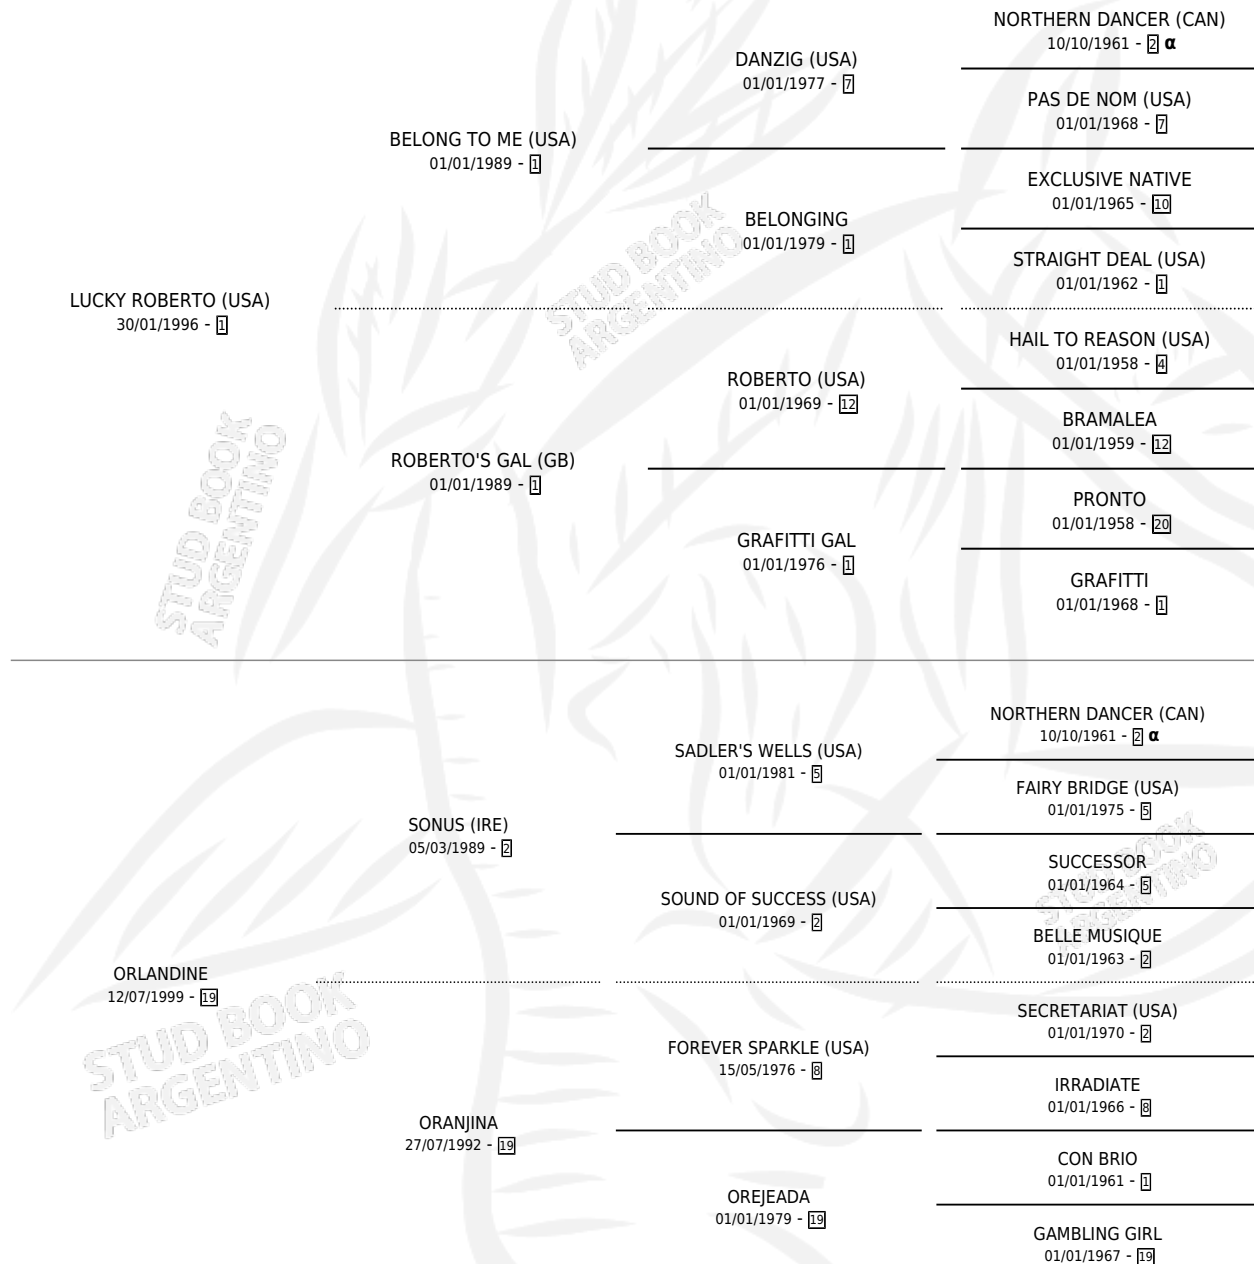 NORTHERN DANCER (CAN)
10/10/1961 - 2 α
DANZIG (USA)
01/01/1977 - 7
PAS DE NOM (USA)
01/01/1968 - 7
BELONG TO ME (USA)
01/01/1989 - 1
EXCLUSIVE NATIVE
01/01/1965 - 10
BELONGING
01/01/1979 - 1
STRAIGHT DEAL (USA)
01/01/1962 - 1
LUCKY ROBERTO (USA)
30/01/1996 - 1
HAIL TO REASON (USA)
01/01/1958 - 4
ROBERTO (USA)
01/01/1969 - 12
BRAMALEA
01/01/1959 - 12
ROBERTO'S GAL (GB)
01/01/1989 - 1
PRONTO
01/01/1958 - 20
GRAFITTI GAL
01/01/1976 - 1
GRAFITTI
01/01/1968 - 1
NORTHERN DANCER (CAN)
10/10/1961 - 2 α
SADLER'S WELLS (USA)
01/01/1981 - 5
FAIRY BRIDGE (USA)
01/01/1975 - 5
SONUS (IRE)
05/03/1989 - 2
SUCCESSOR
01/01/1964 - 5
SOUND OF SUCCESS (USA)
01/01/1969 - 2
BELLE MUSIQUE
01/01/1963 - 2
ORLANDINE
12/07/1999 - 19
SECRETARIAT (USA)
01/01/1970 - 2
FOREVER SPARKLE (USA)
15/05/1976 - 8
IRRADIATE
01/01/1966 - 8
ORANJINA
27/07/1992 - 19
CON BRIO
01/01/1961 - 1
OREJEADA
01/01/1979 - 19
GAMBLING GIRL
01/01/1967 - 19
STUD BOOK
ARGENTINO
STUD BOOK
ARGENTINO
STUD BOOK
ARGENTINO
STUD BOOK
ARGENTINO